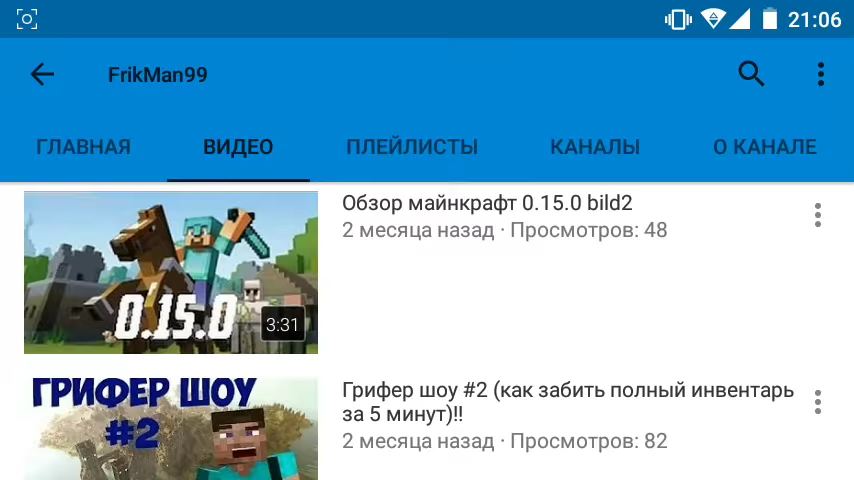 21:06
FrikMan99
ГЛАВНАЯ ВИДЕО ПЛЕЙЛИСТЫ КАНАЛЫ О КАНАЛЕ
0.15.0
3:31
Обзор майнкрафт 0.15.0 bild2
2 месяца назад · Просмотров: 48
ГРИФЕР ШОУ
#2
Грифер шоу #2 (как забить полный инвентарь
за 5 минут)!!
2 месяца назад · Просмотров: 82